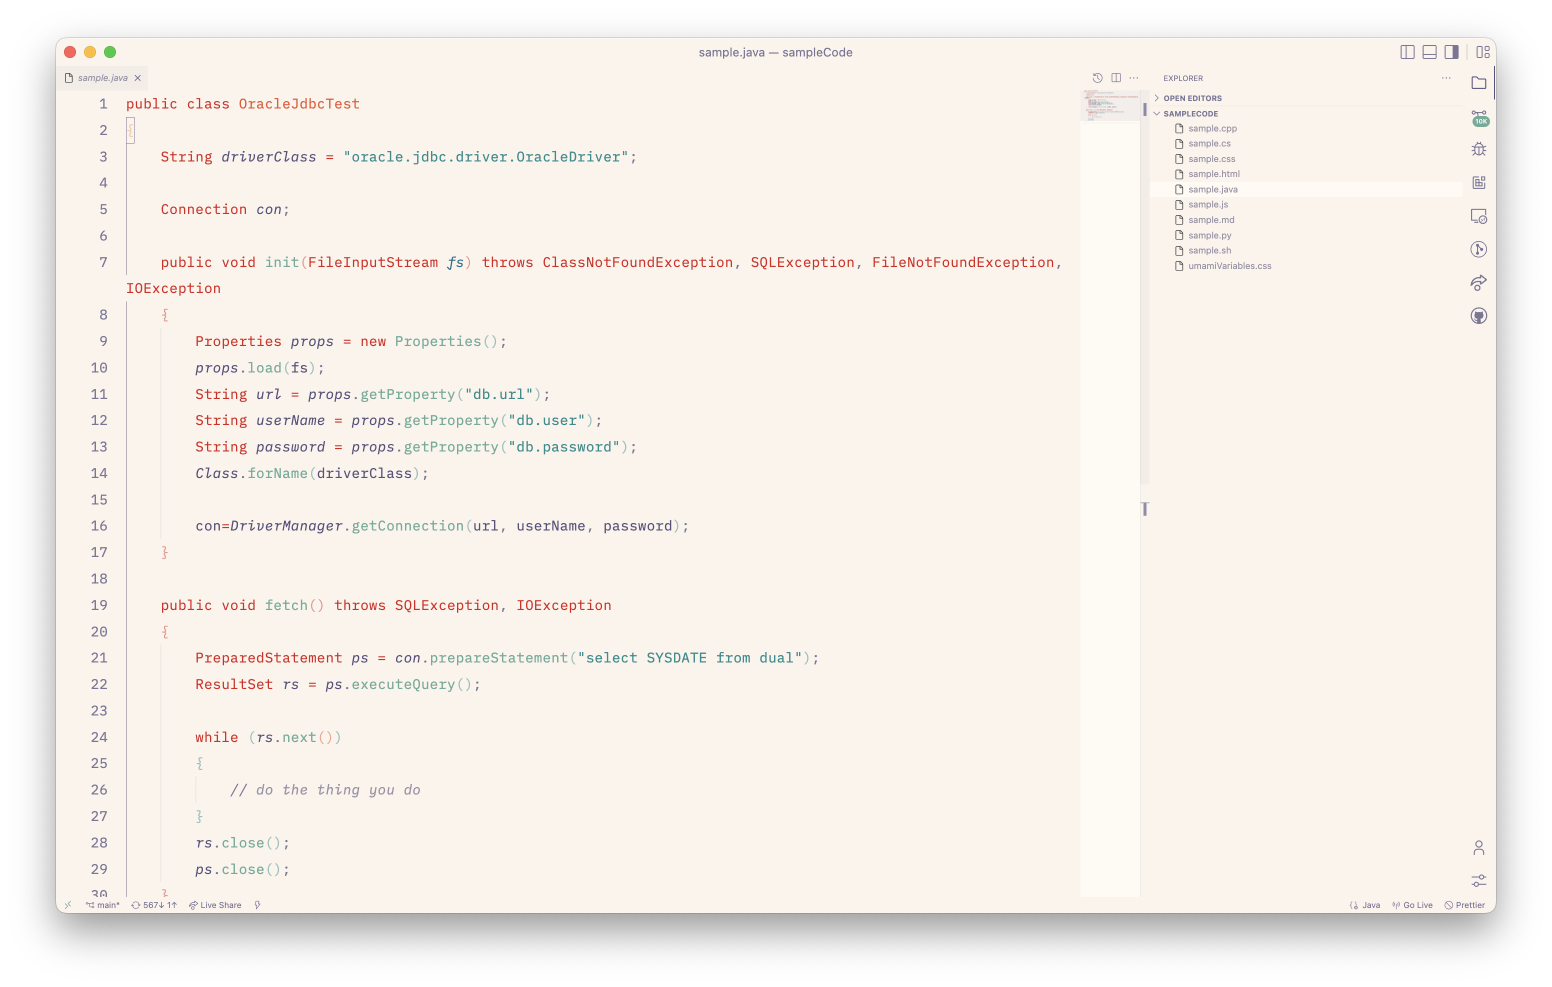 sample.java — sampleCode
sample.java
EXPLORER
OPEN EDITORS
SAMPLECODE
sample.cpp
sample.cs
sample.css
sample.html
sample.java
sample.js
sample.md
sample.py
sample.sh
umamiVariables.css
10K
1 public class OracleJdbcTest
2 {
3     String driverClass = "oracle.jdbc.driver.OracleDriver";
4
5     Connection con;
6
7     public void init(FileInputStream fs) throws ClassNotFoundException, SQLException, FileNotFoundException,
IOException
8     {
9         Properties props = new Properties();
10         props.load(fs);
11         String url = props.getProperty("db.url");
12         String userName = props.getProperty("db.user");
13         String password = props.getProperty("db.password");
14         Class.forName(driverClass);
15
16         con=DriverManager.getConnection(url, userName, password);
17     }
18
19     public void fetch() throws SQLException, IOException
20     {
21         PreparedStatement ps = con.prepareStatement("select SYSDATE from dual");
22         ResultSet rs = ps.executeQuery();
23
24         while (rs.next())
25         {
26             // do the thing you do
27         }
28         rs.close();
29         ps.close();
30     }
main* 567↓ 1↑ Live Share Java Go Live Prettier